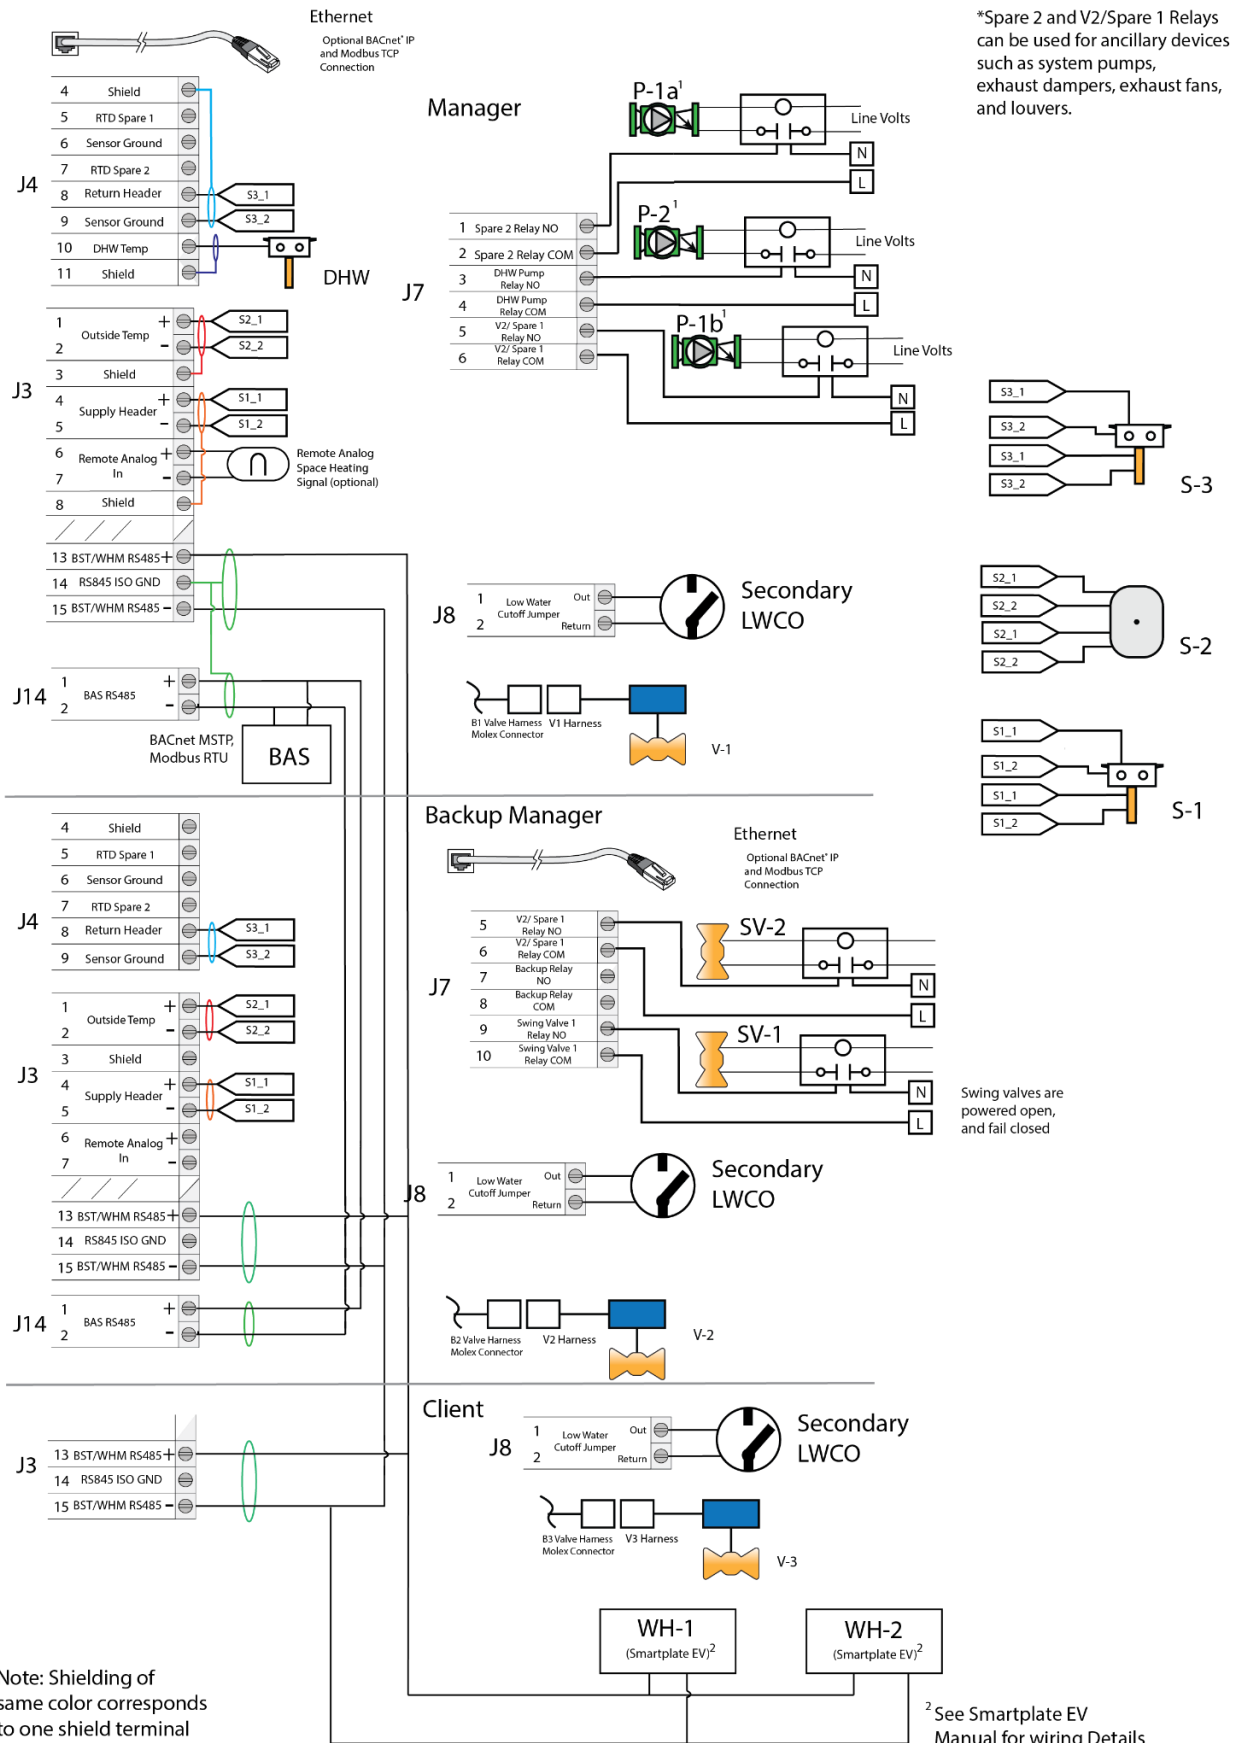 Ethernet
Optional BACnet* IP
and Modbus TCP
Connection
*Spare 2 and V2/Spare 1 Relays
can be used for ancillary devices
such as system pumps,
exhaust dampers, exhaust fans,
and louvers.
Manager
J4
4 Shield
5 RTD Spare 1
6 Sensor Ground
7 RTD Spare 2
8 Return Header
9 Sensor Ground
10 DHW Temp
11 Shield
S3_1
S3_2
DHW
J3
1 +
Outside Temp
2 -
3 Shield
4 +
Supply Header
5 -
6 +
Remote Analog
In
7 -
8 Shield
S2_1
S2_2
S1_1
S1_2
Remote Analog
Space Heating
Signal (optional)
13 BST/WHM RS485 +
14 RS845 ISO GND
15 BST/WHM RS485 -
J14
1 +
BAS RS485
2 -
BACnet MSTP,
Modbus RTU
BAS
P-1a¹
Line Volts
N
L
P-2¹
Line Volts
N
L
P-1b¹
Line Volts
N
L
J7
1 Spare 2 Relay NO
2 Spare 2 Relay COM
3 DHW Pump
Relay NO
4 DHW Pump
Relay COM
5 V2/ Spare 1
Relay NO
6 V2/ Spare 1
Relay COM
J8
1 Out
Low Water
Cutoff Jumper
2 Return
Secondary
LWCO
B1 Valve Harness
Molex Connector
V1 Harness
V-1
S3_1
S3_2
S3_1
S3_2
S-3
S2_1
S2_2
S2_1
S2_2
S-2
S1_1
S1_2
S1_1
S1_2
S-1
Backup Manager
Ethernet
Optional BACnet* IP
and Modbus TCP
Connection
J4
4 Shield
5 RTD Spare 1
6 Sensor Ground
7 RTD Spare 2
8 Return Header
9 Sensor Ground
S3_1
S3_2
J3
1 +
Outside Temp
2 -
3 Shield
4 +
Supply Header
5 -
6 +
Remote Analog
In
7 -
S2_1
S2_2
S1_1
S1_2
13 BST/WHM RS485 +
14 RS845 ISO GND
15 BST/WHM RS485 -
J14
1 +
BAS RS485
2 -
J7
5 V2/ Spare 1
Relay NO
6 V2/ Spare 1
Relay COM
7 Backup Relay
NO
8 Backup Relay
COM
9 Swing Valve 1
Relay NO
10 Swing Valve 1
Relay COM
SV-2
N
L
SV-1
N
L
Swing valves are
powered open,
and fail closed
J8
1 Out
Low Water
Cutoff Jumper
2 Return
Secondary
LWCO
B2 Valve Harness
Molex Connector
V2 Harness
V-2
Client
J3
13 BST/WHM RS485 +
14 RS845 ISO GND
15 BST/WHM RS485 -
J8
1 Out
Low Water
Cutoff Jumper
2 Return
Secondary
LWCO
B3 Valve Harness
Molex Connector
V3 Harness
V-3
WH-1
(Smartplate EV)²
WH-2
(Smartplate EV)²
Note: Shielding of
same color corresponds
to one shield terminal
² See Smartplate EV
Manual for wiring Details